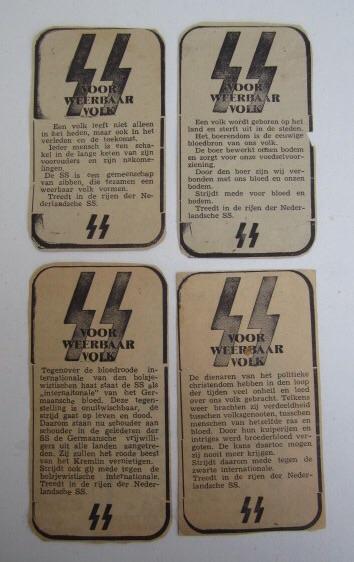 SS
VOOR
WEERBAAR
VOLK
Een volk leeft niet alleen
in het heden, maar ook in het
verleden en de toekomst.
Ieder mensch is een scha-
kel in de lange keten van zijn
voorouders en zijn nakome-
lingen.
De SS is een gemeenschap
van sibben, die tezamen een
weerbaar volk vormen.
Treedt in de rijen der Ne-
derlandsche SS.
SS
SS
VOOR
WEERBAAR
VOLK
Een volk wordt geboren op het
land en sterft uit in de steden.
Het boerendom is de eeuwige
bloedbron van ons volk.
De boer bewerkt onzen bodem
en zorgt voor onze voedselvoor-
ziening.
Door den boer zijn wij ver-
bonden met ons bloed en onzen
bodem.
Strijdt mede voor bloed en
bodem.
Treedt in de rijen der Neder-
landsche SS.
SS
SS
VOOR
WEERBAAR
VOLK
Tegenover de bloedroode in-
ternationale van den bolsje-
wistischen haat staat de SS als
„internationale" van het Ger-
maansche bloed. Deze tegen-
stelling is onuitwischbaar, de
strijd gaat op leven en dood.
Daarom staan nu schouder aan
schouder in de gelederen der
SS de Germaansche vrijwilli-
gers uit alle landen aangetre-
den. Zij zullen het roode beest
van het Kremlin vernietigen.
Strijdt ook gij mede tegen de
bolsjewistische internationale.
Treedt in de rijen der Neder-
landsche SS.
SS
SS
VOOR
WEERBAAR
VOLK
De dienaren van het politieke
christendom hebben in den loop
der tijden veel onheil en leed
over ons volk gebracht. Telkens
weer brachten zij verdeeldheid
tusschen volksgenoten, tusschen
menschen van hetzelfde ras en
bloed. Door hun kuiperijen en
intriges werd broederbloed ver-
goten. De kans daartoe mogen
zij nooit meer krijgen.
Strijdt daarom mede tegen de
zwarte internationale.
Treedt in de rijen der Neder-
landsche SS.
SS